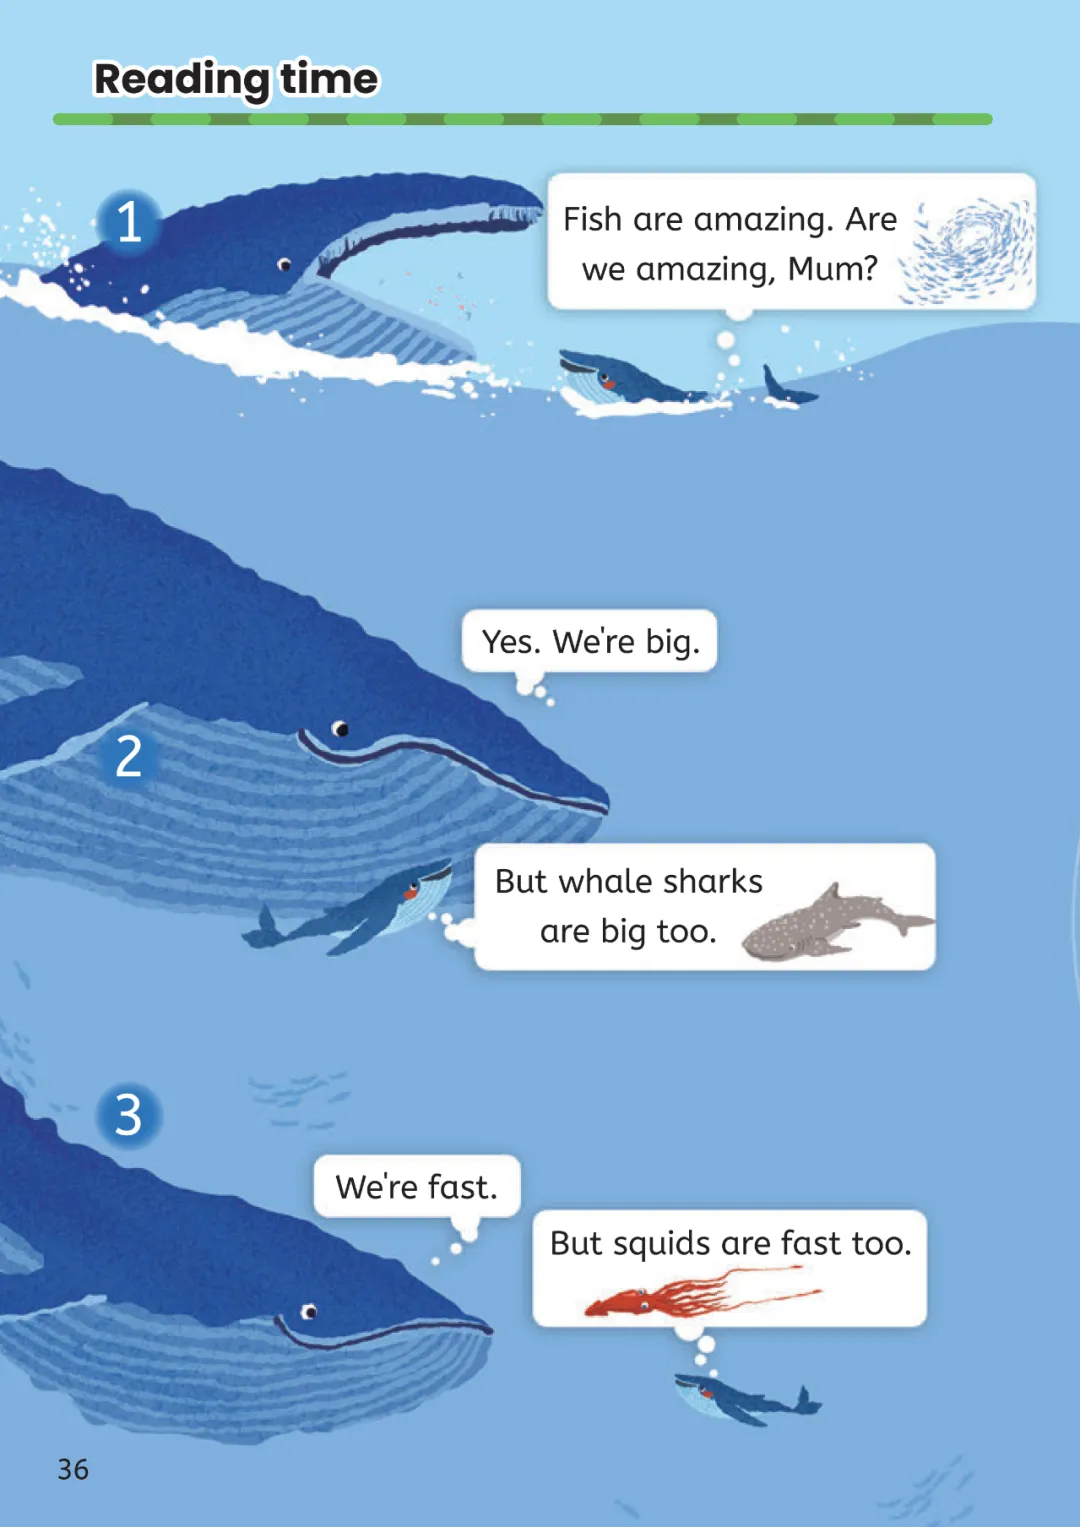 Reading time
1
Fish are amazing. Are
we amazing, Mum?
Yes. We're big.
2
But whale sharks
are big too.
3
We're fast.
But squids are fast too.
36